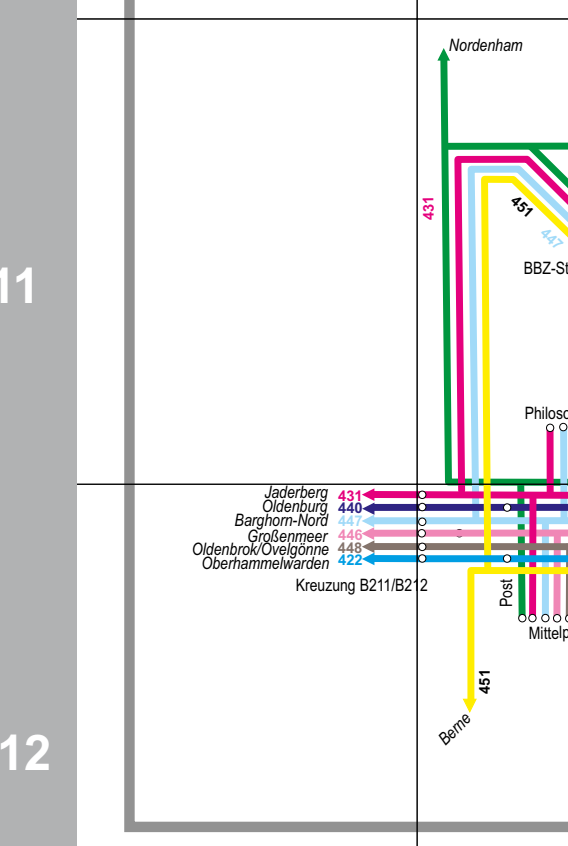 Nordenham
431
451
447
11
BBZ-St
Philosc
Jaderberg 431
Oldenburg 440
Barghorn-Nord 447
Großenmeer 446
Oldenbrok/Ovelgönne 448
Oberhammelwarden 422
Kreuzung B211/B212
Post
Mittelp
451
Berne
12